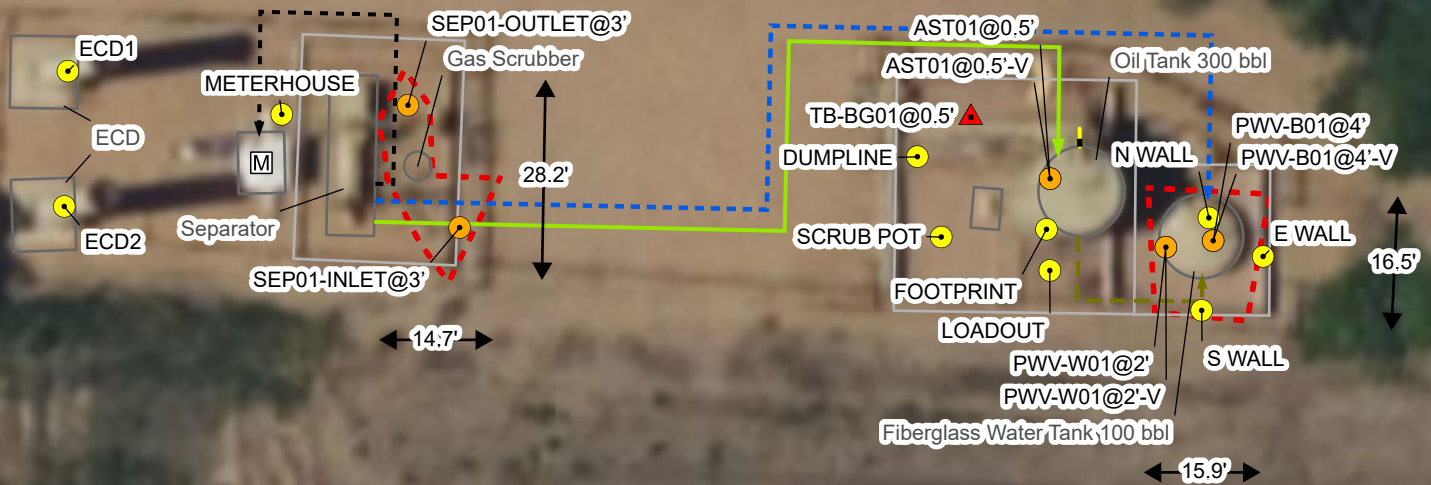 SEP01-OUTLET@3’
AST01@0.5’
ECD1
Gas Scrubber
AST01@0.5’-V
Oil Tank 300 bbl
METERHOUSE
TB-BG01@0.5’
PWV-B01@4’
ECD
DUMPLINE
N WALL
PWV-B01@4’-V
M
28.2'
Separator
ECD2
SCRUB POT
E WALL
16.5'
SEP01-INLET@3’
FOOTPRINT
LOADOUT
14.7'
PWV-W01@2’
S WALL
PWV-W01@2'-V
Fiberglass Water Tank 100 bbl
15.9'